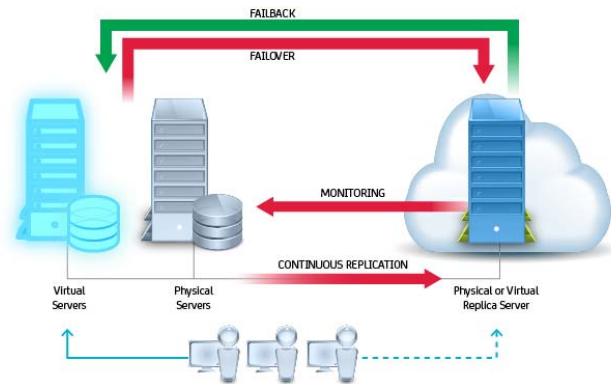 FAILBACK
FAILOVER
MONITORING
CONTINUOUS REPLICATION
Virtual
Servers
Physical
Servers
Physical or Virtual
Replica Server